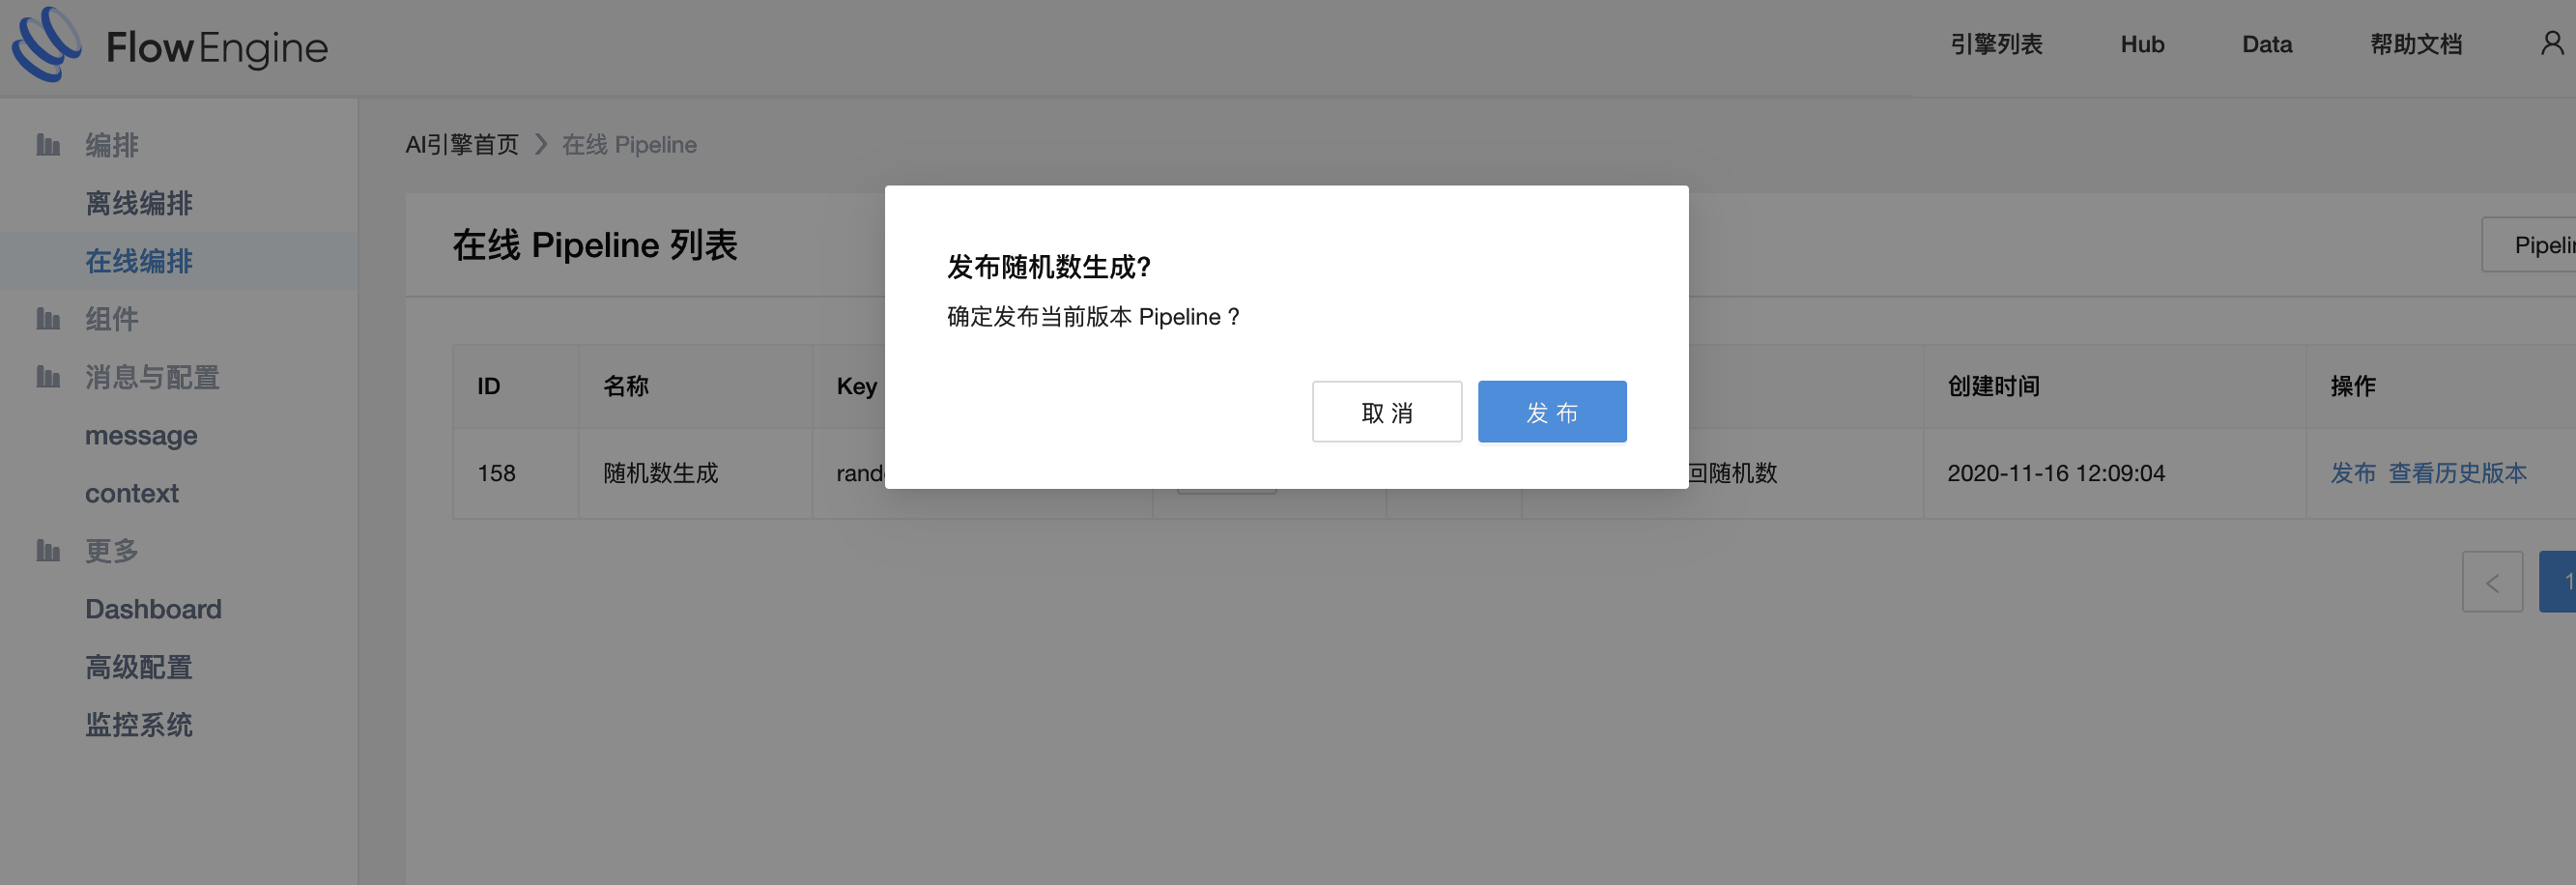 FlowEngine
引擎列表 Hub Data 帮助文档
编排
离线编排
在线编排
组件
消息与配置
message
context
更多
Dashboard
高级配置
监控系统
AI引擎首页 在线 Pipeline
在线 Pipeline 列表
发布随机数生成?
确定发布当前版本 Pipeline ?
取 消 发 布
ID 名称 Key 创建时间 操作
158 随机数生成 回随机数 2020-11-16 12:09:04 发布 查看历史版本
1